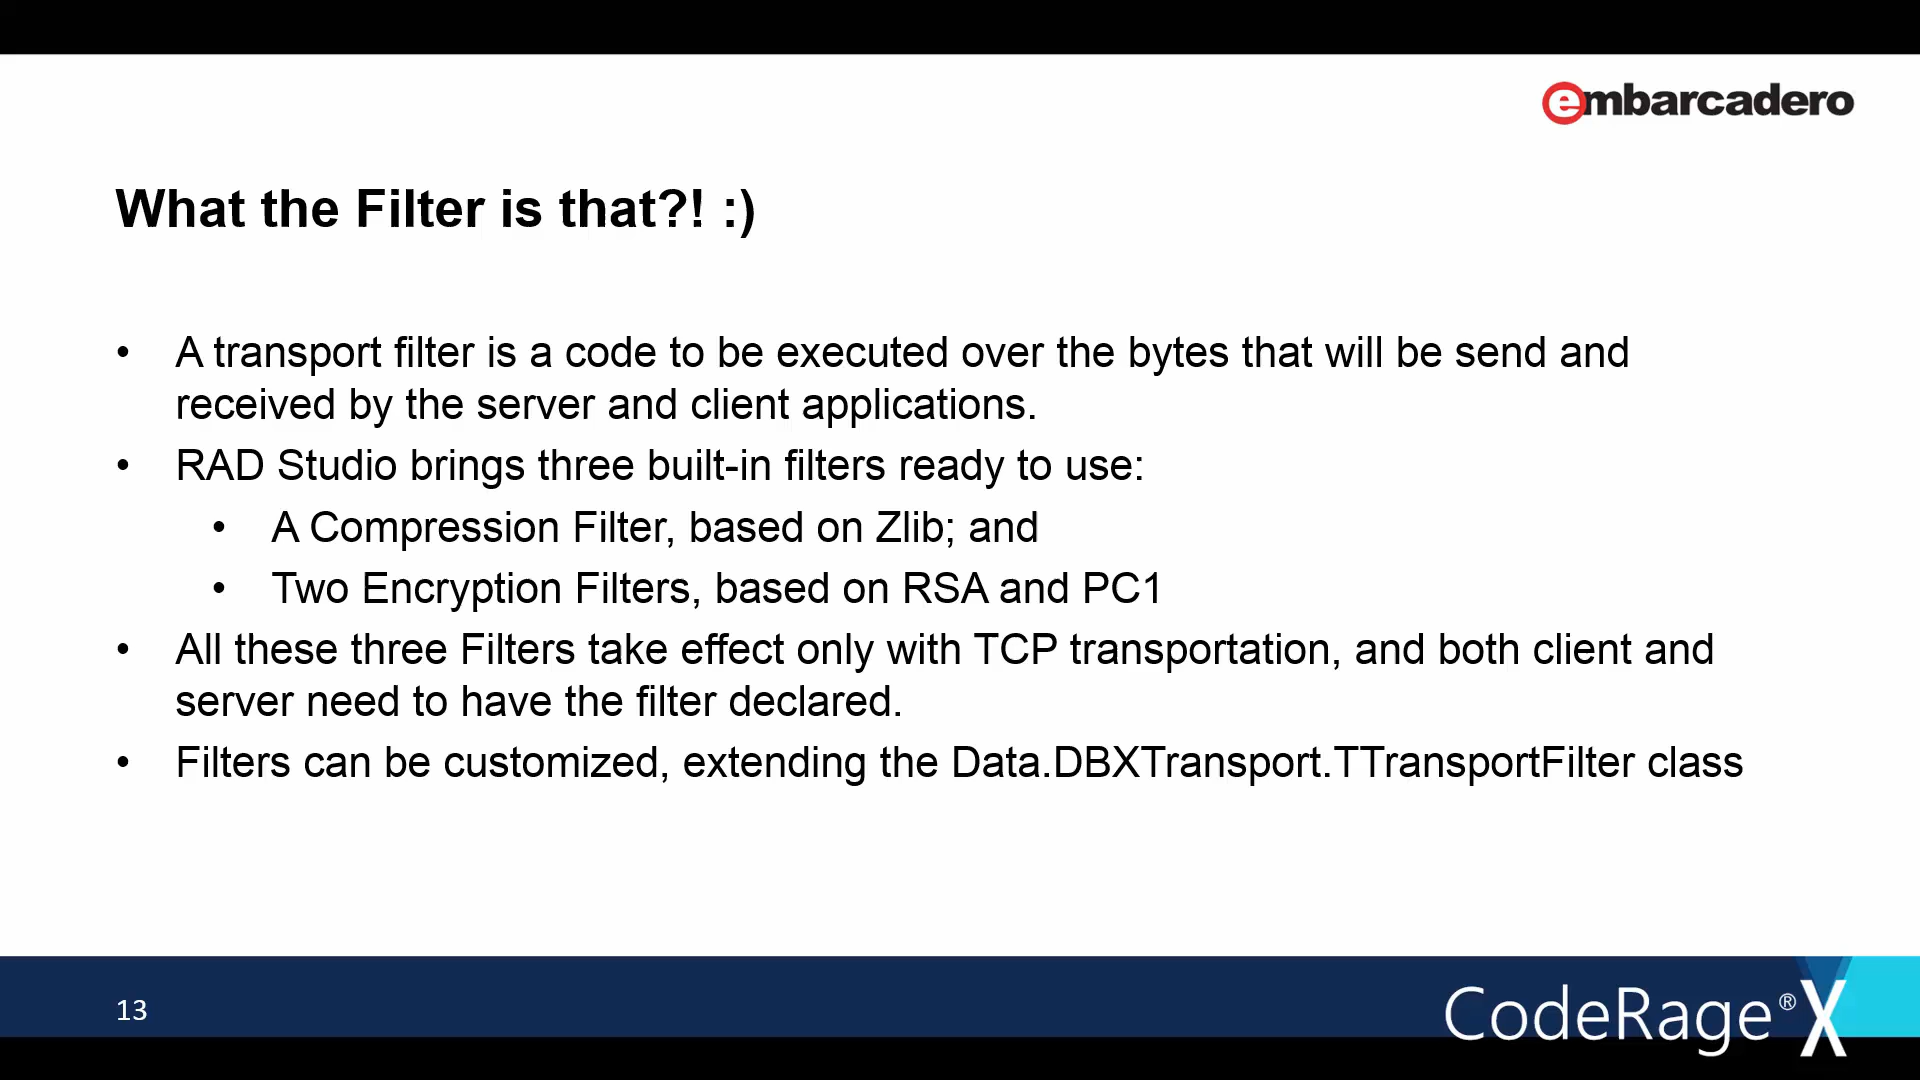 embarcadero
What the Filter is that?! :)
• A transport filter is a code to be executed over the bytes that will be send and
received by the server and client applications.
• RAD Studio brings three built-in filters ready to use:
• A Compression Filter, based on Zlib; and
• Two Encryption Filters, based on RSA and PC1
• All these three Filters take effect only with TCP transportation, and both client and
server need to have the filter declared.
• Filters can be customized, extending the Data.DBXTransport.TTransportFilter class
13
CodeRage® X